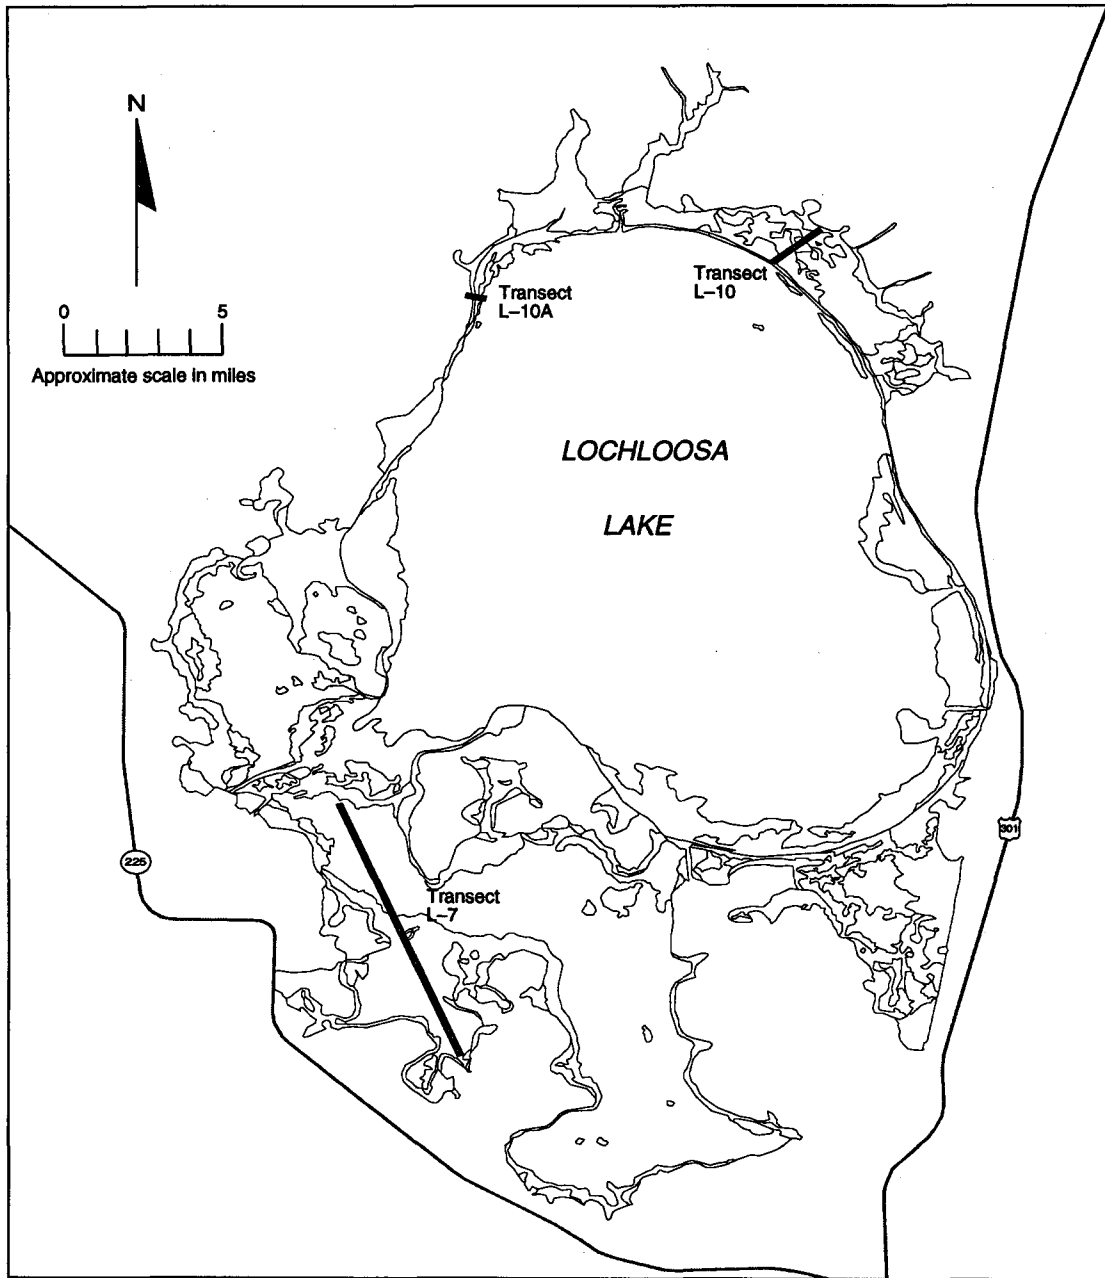 N
0 5
Approximate scale in miles
Transect
L–10A
Transect
L–10
LOCHLOOSA
LAKE
225
301
Transect
L–7